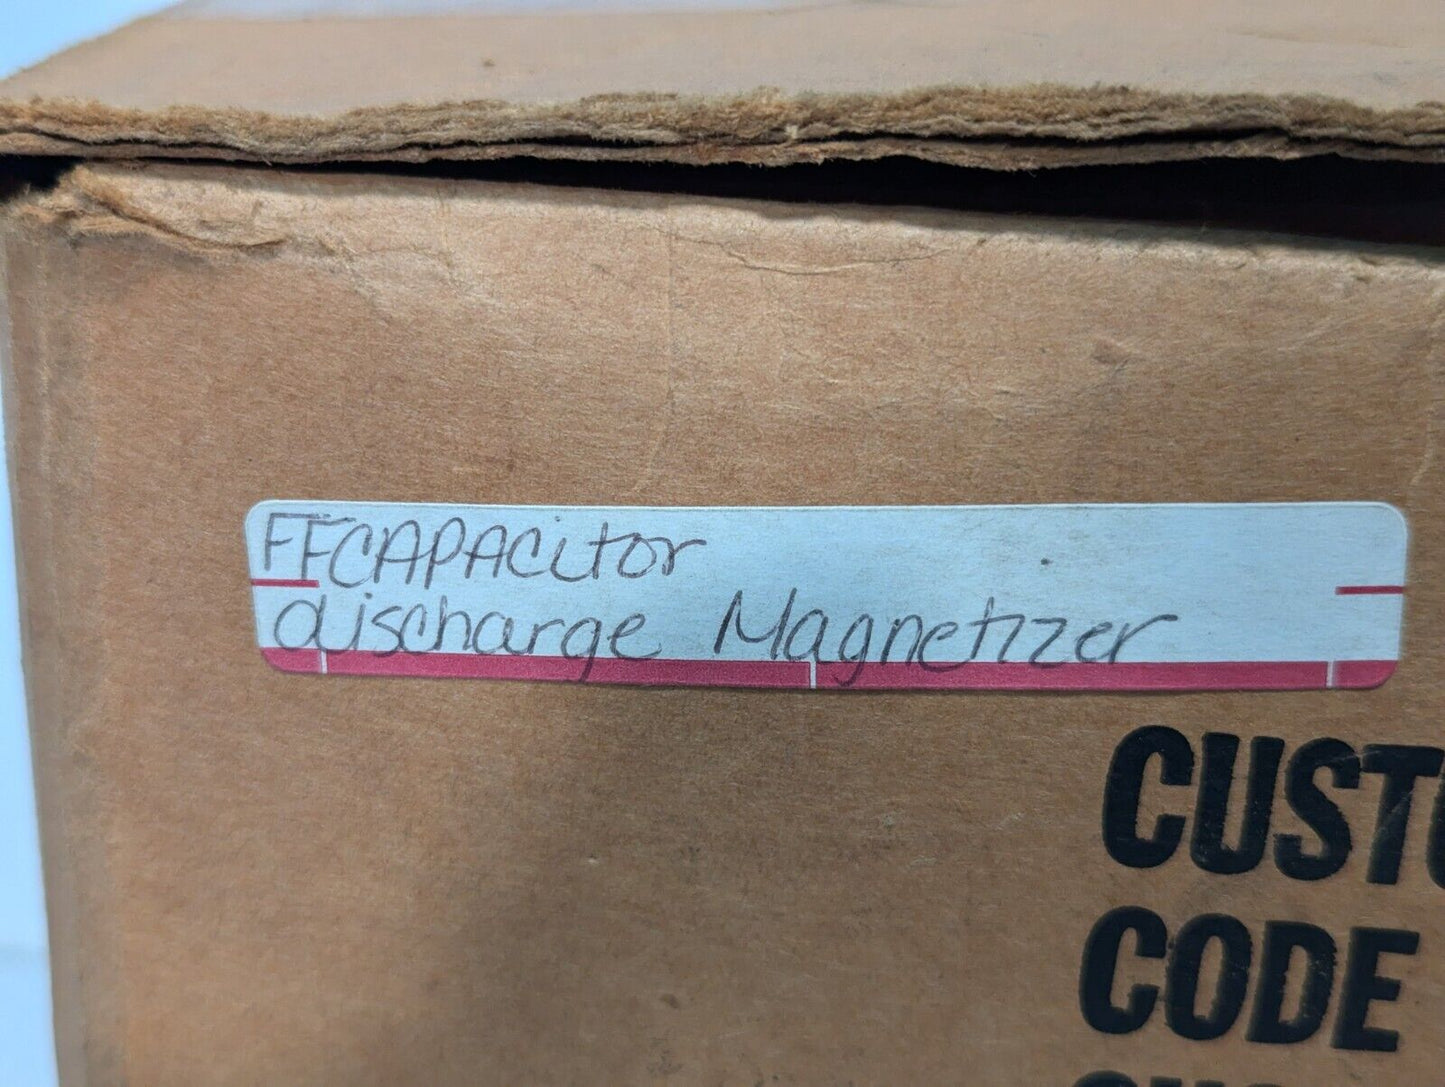 FFCAPACitor
discharge Magnetizer
CUST
CODE